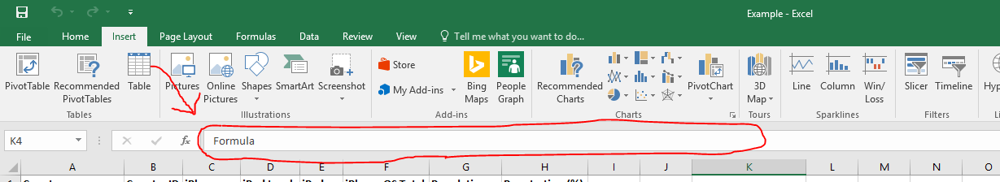 Example - Excel
File Home Insert Page Layout Formulas Data Review View Tell me what you want to do...
PivotTable Recommended PivotTables Table
Pictures Online Pictures Shapes SmartArt Screenshot
Store
My Add-ins
Bing Maps People Graph
Recommended Charts PivotChart
3D Map
Line Column Win/Loss
Slicer Timeline
Tables Illustrations Add-ins Charts Tours Sparklines Filters
K4 fx Formula
A B C D E F G H I J K L M N